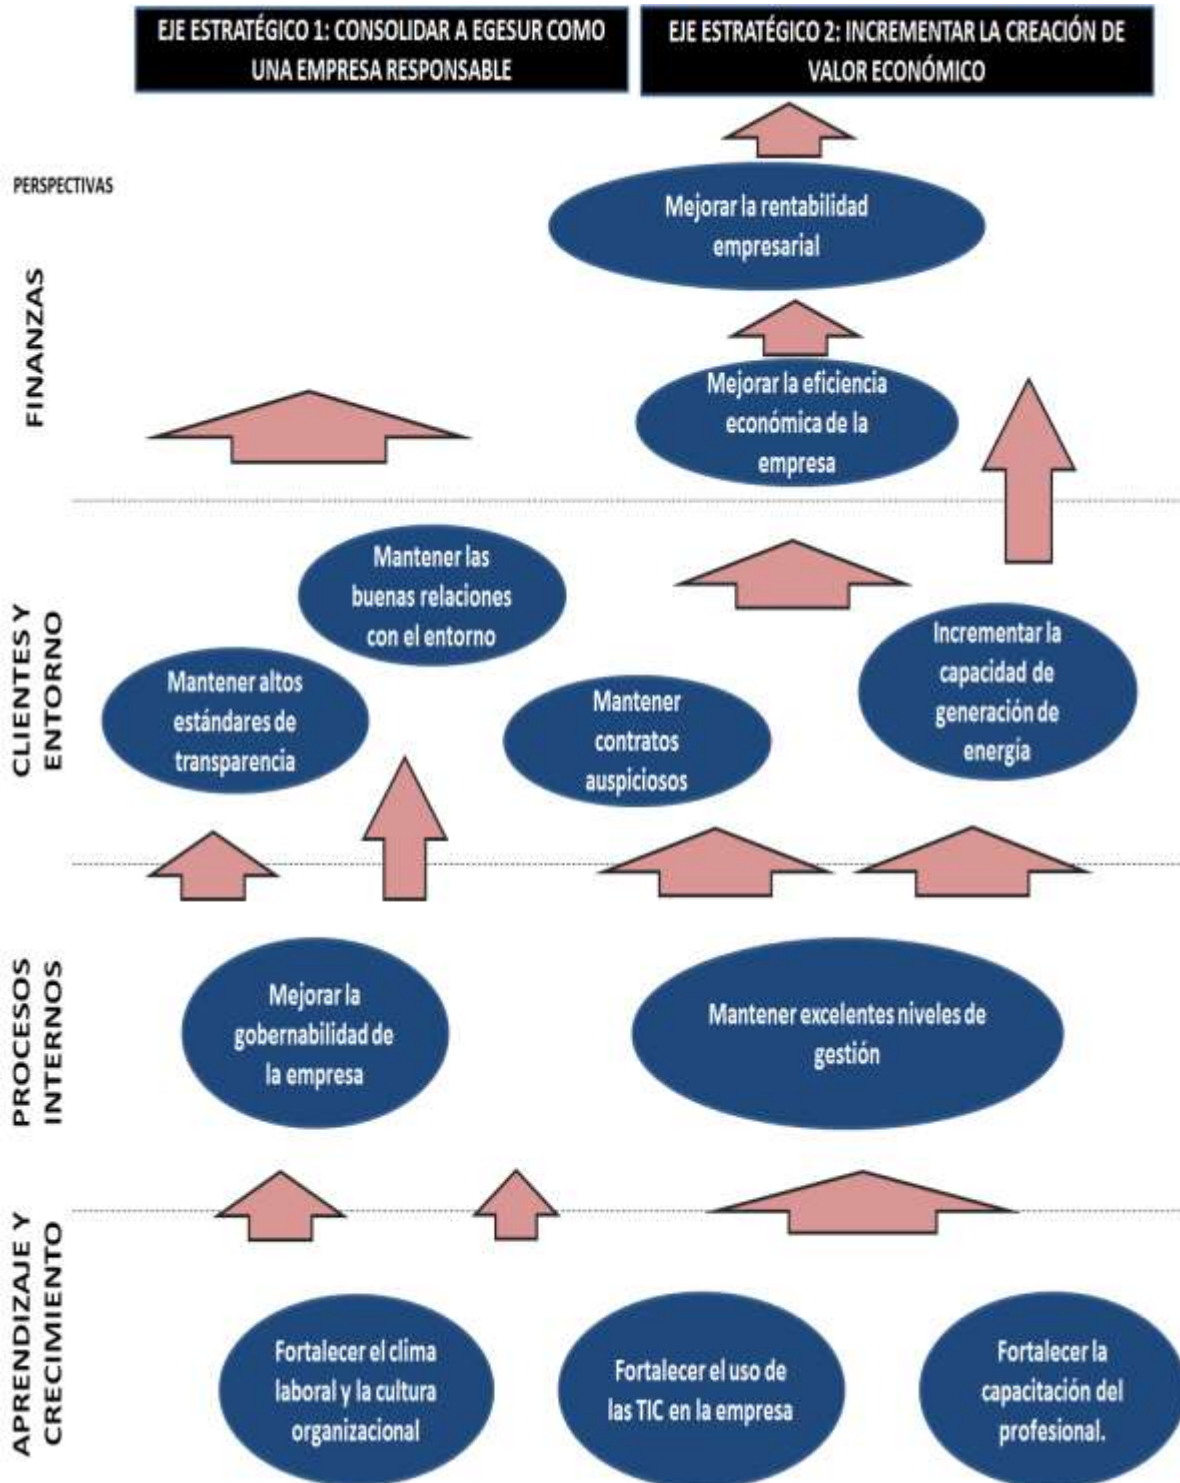 EJE ESTRATÉGICO 1: CONSOLIDAR A EGESUR COMO
UNA EMPRESA RESPONSABLE
EJE ESTRATÉGICO 2: INCREMENTAR LA CREACIÓN DE
VALOR ECONÓMICO
PERSPECTIVAS
FINANZAS
Mejorar la rentabilidad
empresarial
Mejorar la eficiencia
económica de la
empresa
CLIENTES Y
ENTORNO
Mantener las
buenas relaciones
con el entorno
Mantener altos
estándares de
transparencia
Mantener
contratos
auspiciosos
Incrementar la
capacidad de
generación de
energía
PROCESOS
INTERNOS
Mejorar la
gobernabilidad de
la empresa
Mantener excelentes niveles de
gestión
APRENDIZAJE Y
CRECIMIENTO
Fortalecer el clima
laboral y la cultura
organizacional
Fortalecer el uso de
las TIC en la empresa
Fortalecer la
capacitación del
profesional.